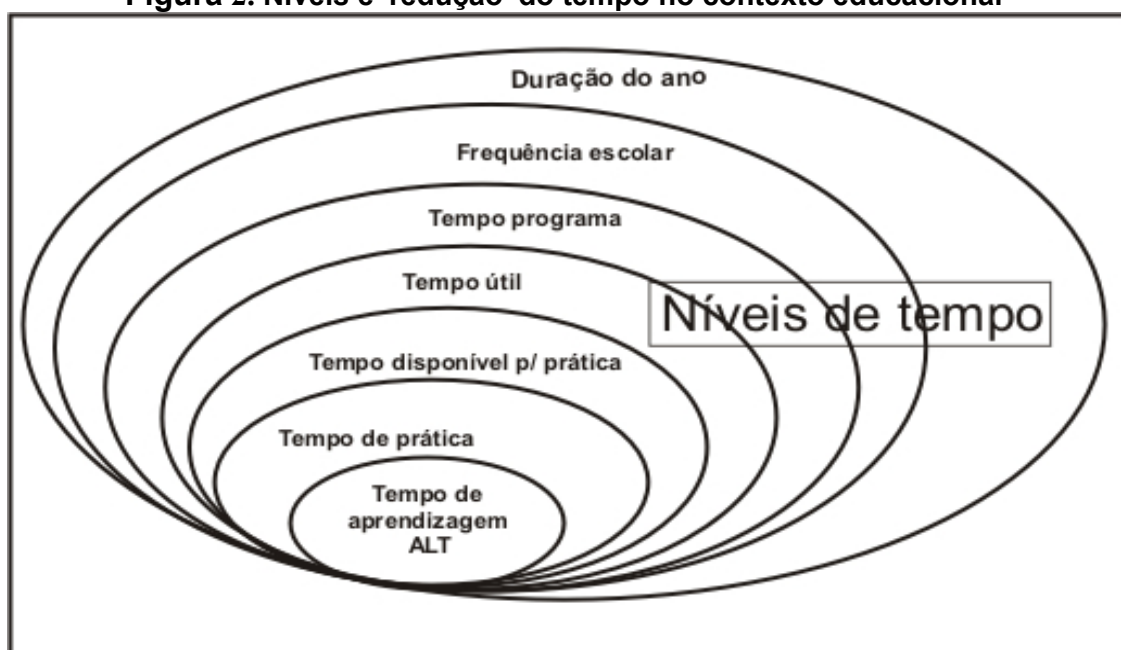 Figura 2. Níveis e redução do tempo no contexto educacional
Duração do ano
Frequência escolar
Tempo programa
Tempo útil
Níveis de tempo
Tempo disponível p/ prática
Tempo de prática
Tempo de
aprendizagem
ALT